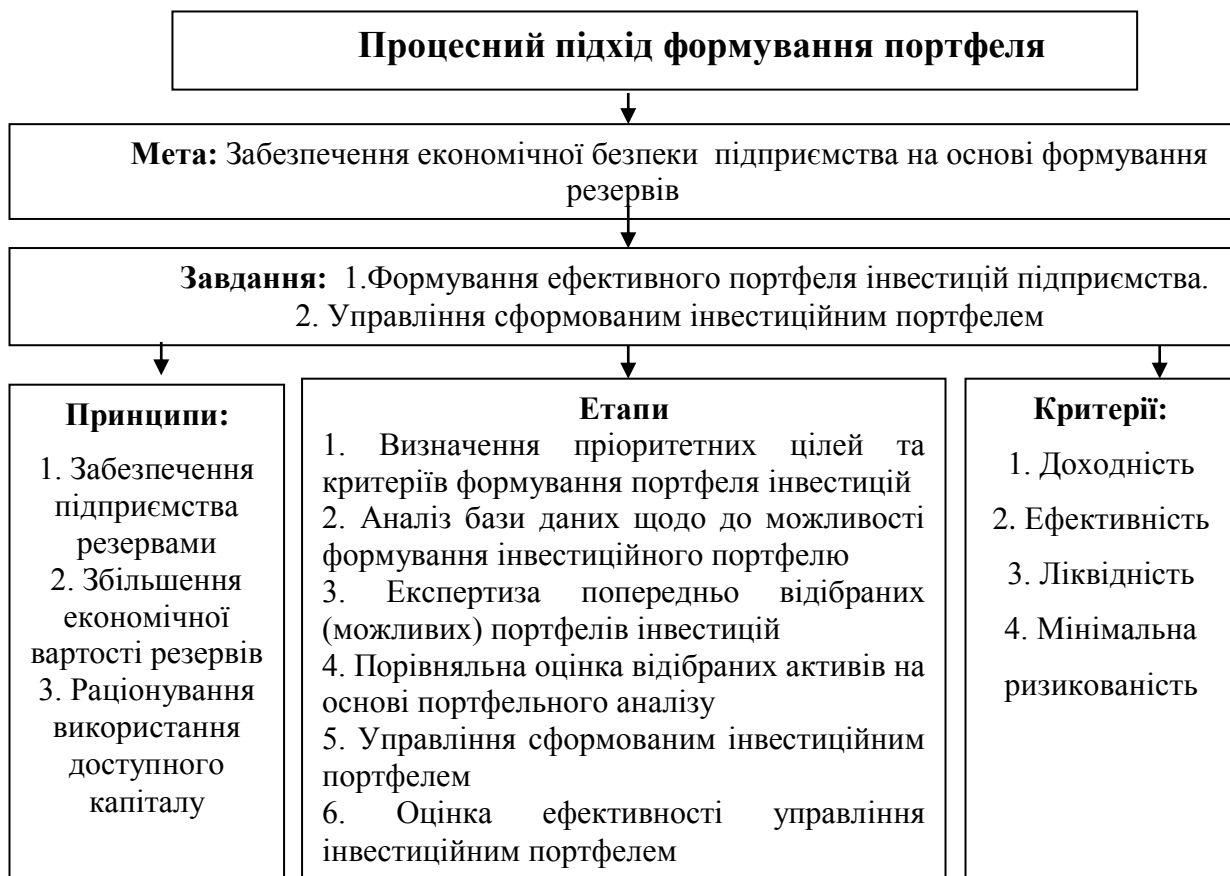 Процесний підхід формування портфеля
Мета: Забезпечення економічної безпеки підприємства на основі формування
резервів
Завдання: 1.Формування ефективного портфеля інвестицій підприємства.
2. Управління сформованим інвестиційним портфелем
Принципи:
1. Забезпечення
підприємства
резервами
2. Збільшення
економічної
вартості резервів
3. Раціонування
використання
доступного
капіталу
Етапи
1. Визначення пріоритетних цілей та
критеріїв формування портфеля інвестицій
2. Аналіз бази даних щодо до можливості
формування інвестиційного портфелю
3. Експертиза попередньо відібраних
(можливих) портфелів інвестицій
4. Порівняльна оцінка відібраних активів на
основі портфельного аналізу
5. Управління сформованим інвестиційним
портфелем
6. Оцінка ефективності управління
інвестиційним портфелем
Критерії:
1. Доходність
2. Ефективність
3. Ліквідність
4. Мінімальна
ризикованість